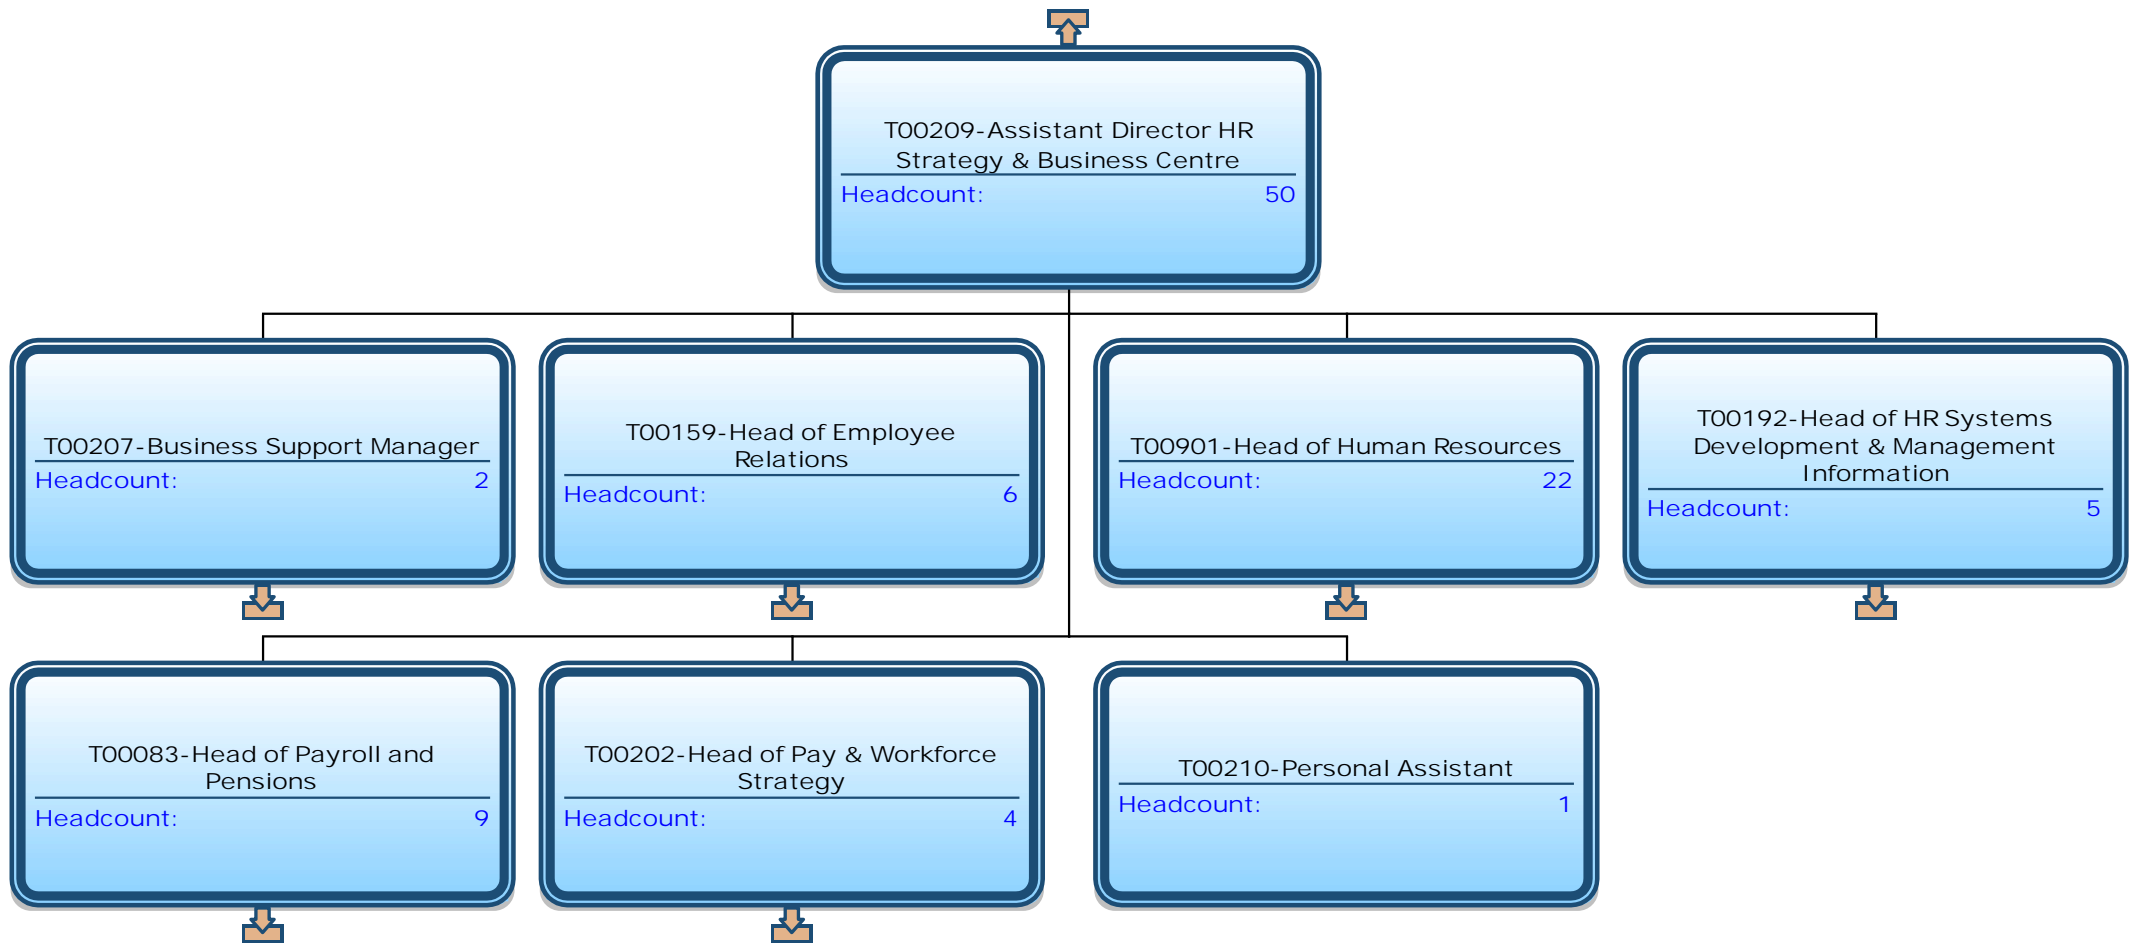 T00209-Assistant Director HR
Strategy & Business Centre
Headcount: 50
T00207-Business Support Manager
Headcount: 2
T00159-Head of Employee
Relations
Headcount: 6
T00901-Head of Human Resources
Headcount: 22
T00192-Head of HR Systems
Development & Management
Information
Headcount: 5
T00083-Head of Payroll and
Pensions
Headcount: 9
T00202-Head of Pay & Workforce
Strategy
Headcount: 4
T00210-Personal Assistant
Headcount: 1